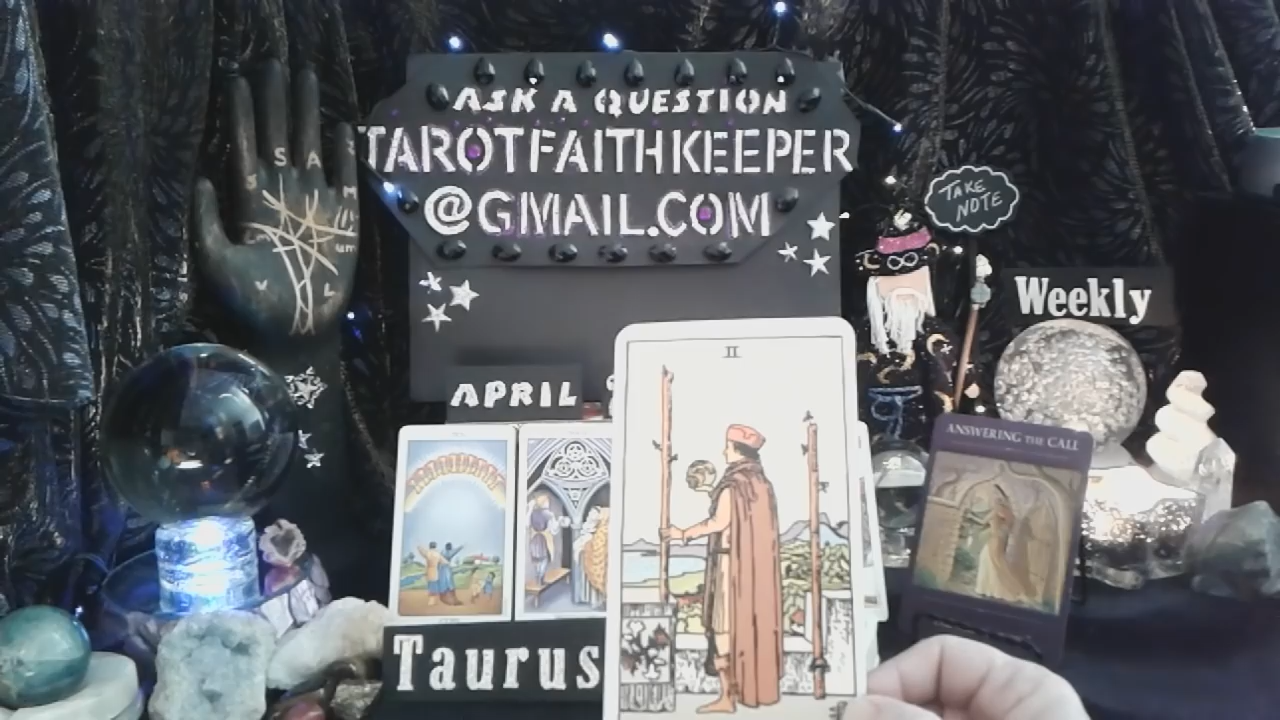 ASK A QUESTION
TAROTFAITHKEEPER
@GMAIL.COM
TAKE
NOTE
Weekly
S A
APRIL
II
ANSWERING THE CALL
Taurus